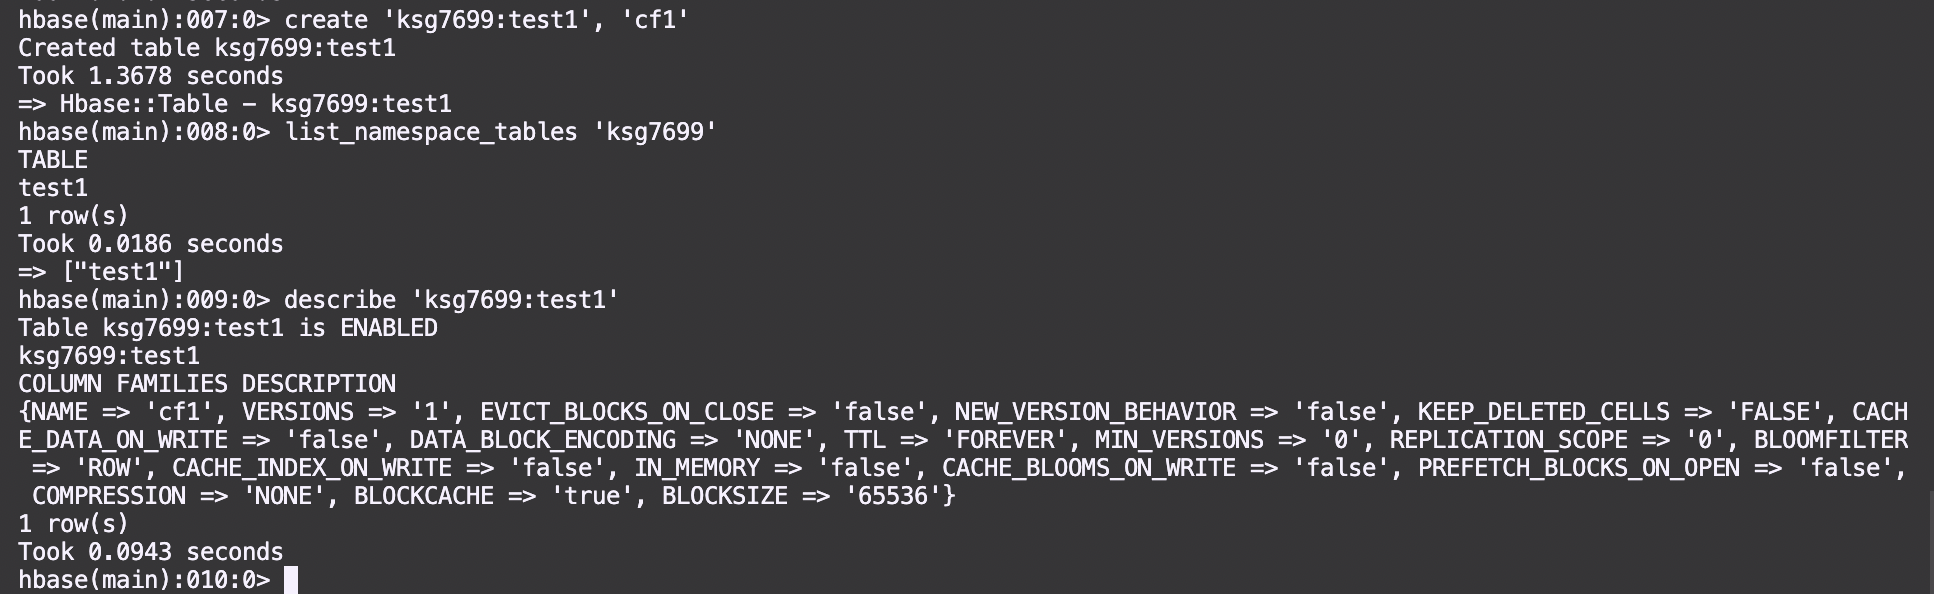 hbase(main):007:0> create 'ksg7699:test1', 'cf1'
Created table ksg7699:test1
Took 1.3678 seconds
=> Hbase::Table - ksg7699:test1
hbase(main):008:0> list_namespace_tables 'ksg7699'
TABLE
test1
1 row(s)
Took 0.0186 seconds
=> ["test1"]
hbase(main):009:0> describe 'ksg7699:test1'
Table ksg7699:test1 is ENABLED
ksg7699:test1
COLUMN FAMILIES DESCRIPTION
{NAME => 'cf1', VERSIONS => '1', EVICT_BLOCKS_ON_CLOSE => 'false', NEW_VERSION_BEHAVIOR => 'false', KEEP_DELETED_CELLS => 'FALSE', CACH
E_DATA_ON_WRITE => 'false', DATA_BLOCK_ENCODING => 'NONE', TTL => 'FOREVER', MIN_VERSIONS => '0', REPLICATION_SCOPE => '0', BLOOMFILTER
 => 'ROW', CACHE_INDEX_ON_WRITE => 'false', IN_MEMORY => 'false', CACHE_BLOOMS_ON_WRITE => 'false', PREFETCH_BLOCKS_ON_OPEN => 'false',
 COMPRESSION => 'NONE', BLOCKCACHE => 'true', BLOCKSIZE => '65536'}
1 row(s)
Took 0.0943 seconds
hbase(main):010:0>